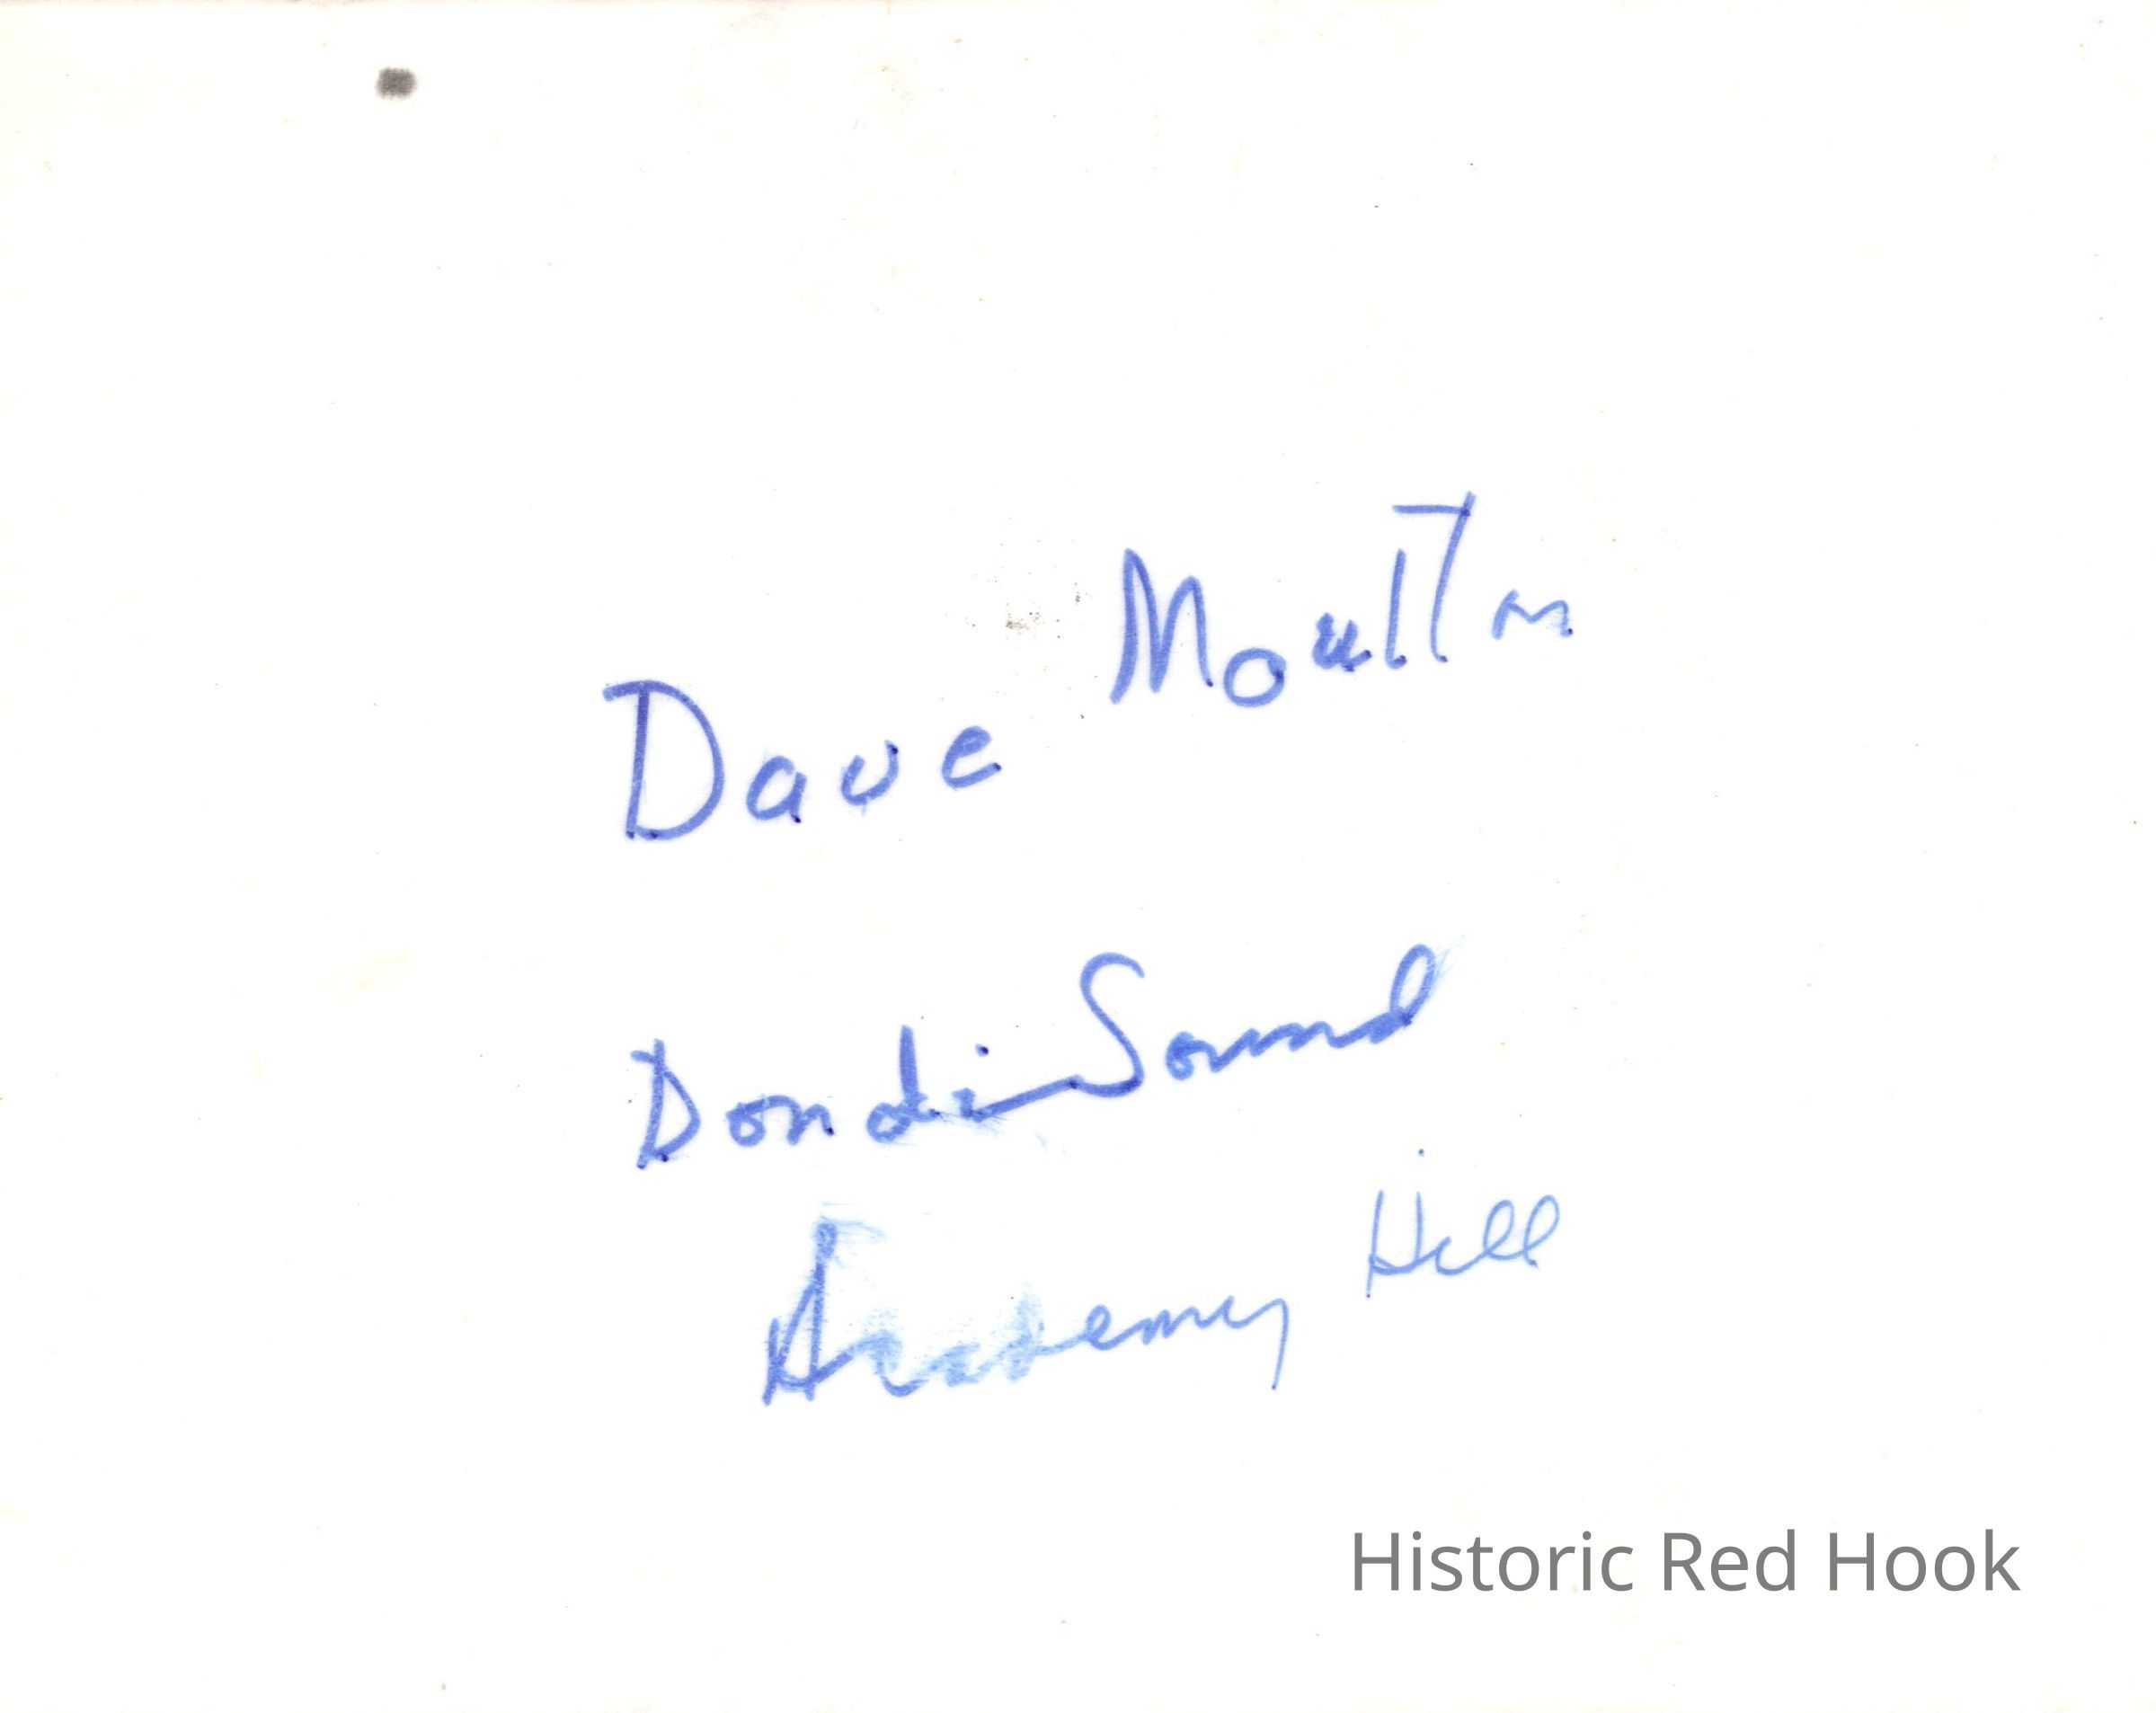 Dave Moulton
Dondi Sound
Academy Hill
Historic Red Hook